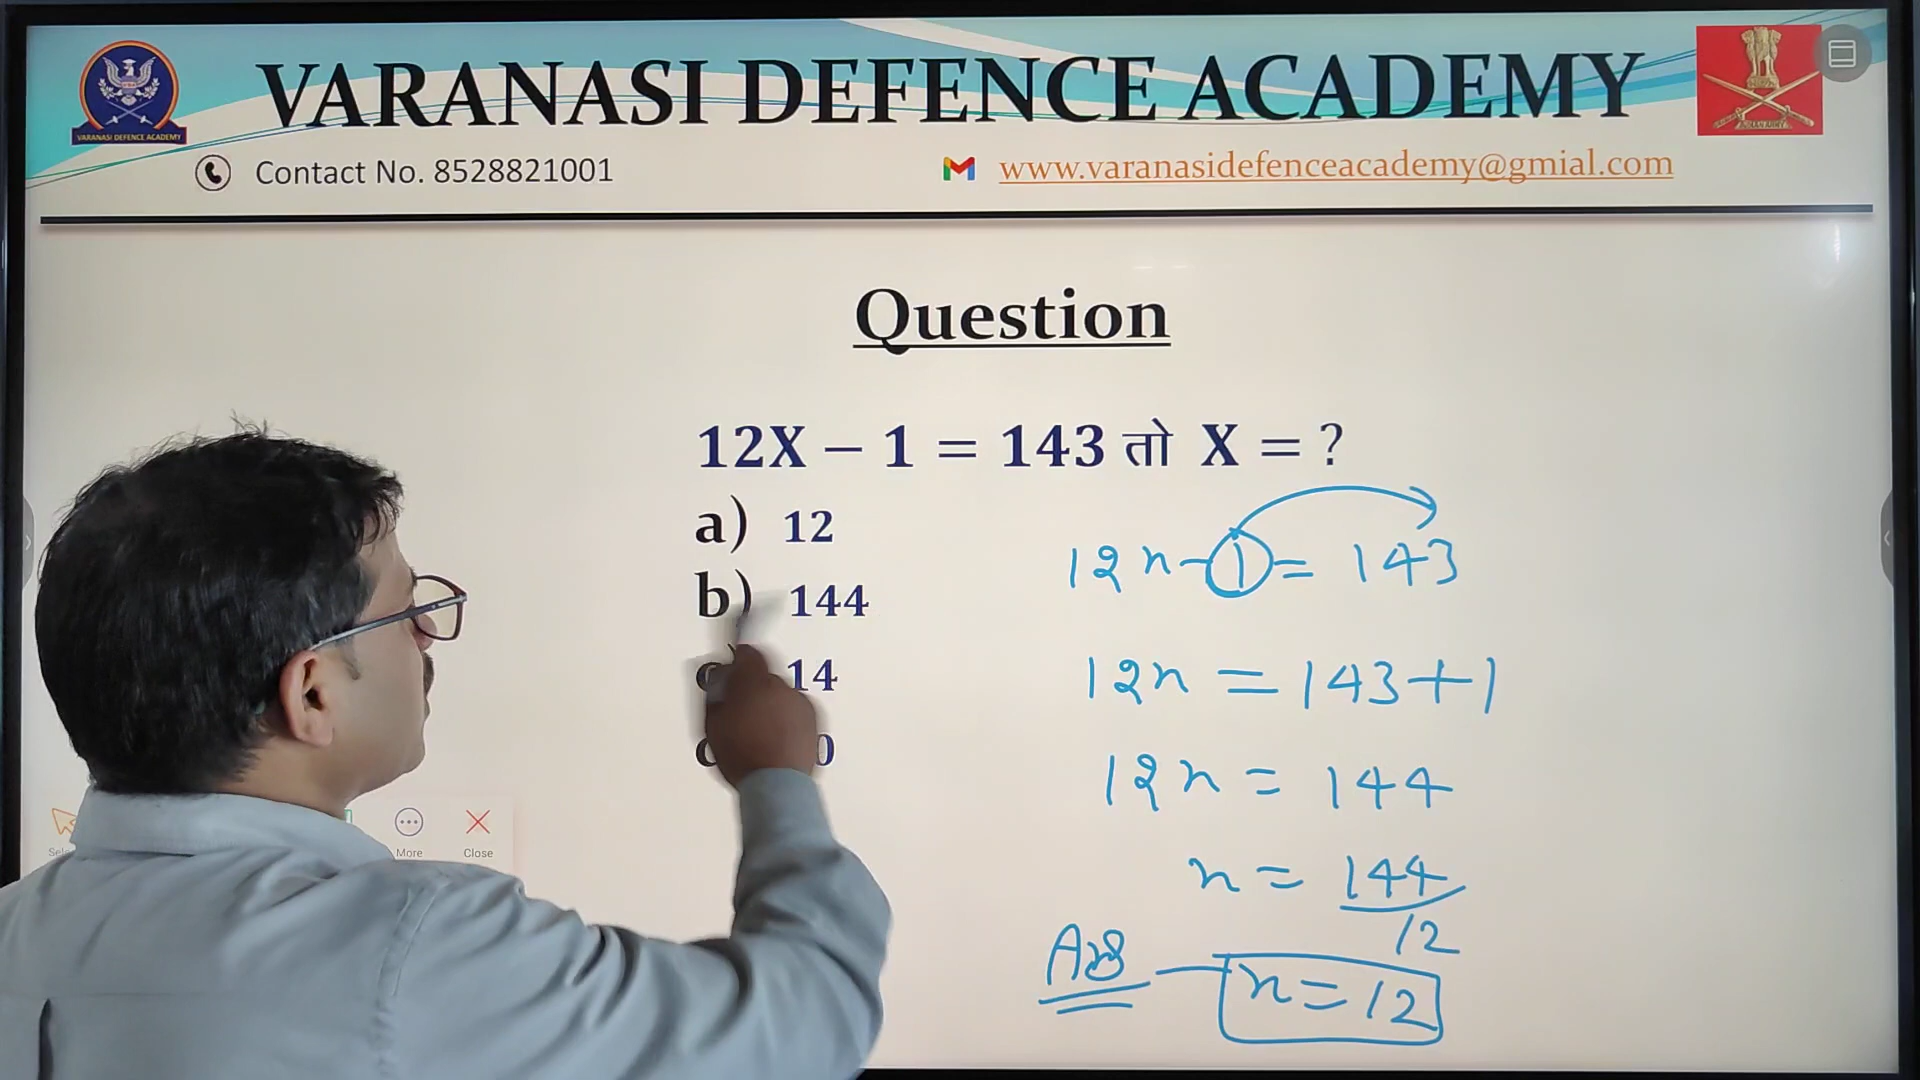 VARANASI DEFENCE ACADEMY
VARANASI DEFENCE ACADEMY
Contact No. 8528821001
www.varanasidefenceacademy@gmial.com
Question
12X – 1 = 143 तो X = ?
a) 12
b) 144
14
0
12x-1 = 143
12x = 143+1
12x = 144
x = 144/12
Ans x = 12
More
Close